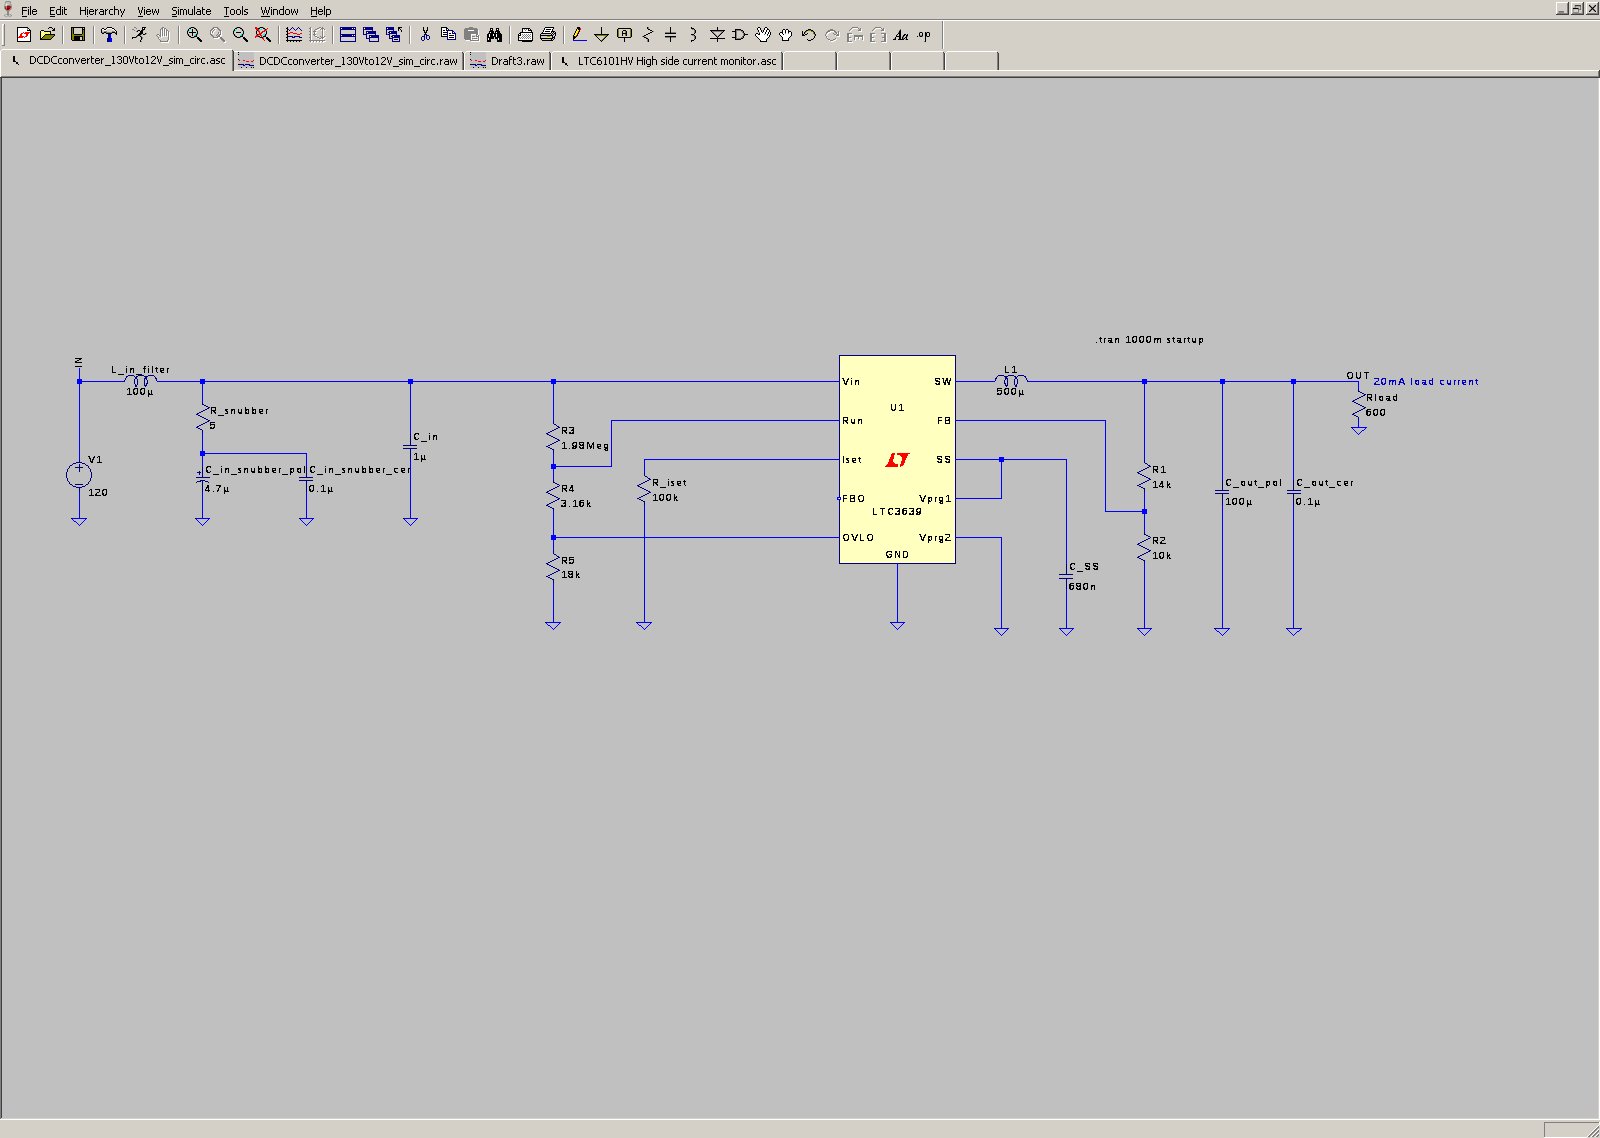 File Edit Hierarchy View Simulate Tools Window Help
DCDCconverter_130Vto12V_sim_circ.asc DCDCconverter_130Vto12V_sim_circ.raw Draft3.raw LTC6101HV High side current monitor.asc
.tran 1000m startup
IN
L_in_filter
100µ
R_snubber
5
C_in_snubber_pol
4.7µ
C_in_snubber_cer
0.1µ
V1
120
C_in
1µ
R3
1.98Meg
R4
3.16k
R5
18k
R_iset
100k
Vin
Run
Iset
FBO
OVLO
U1
LTC3639
GND
SW
FB
SS
Vprg1
Vprg2
L1
500µ
C_SS
680n
R1
14k
R2
10k
C_out_pol
100µ
C_out_cer
0.1µ
OUT
20mA load current
Rload
600